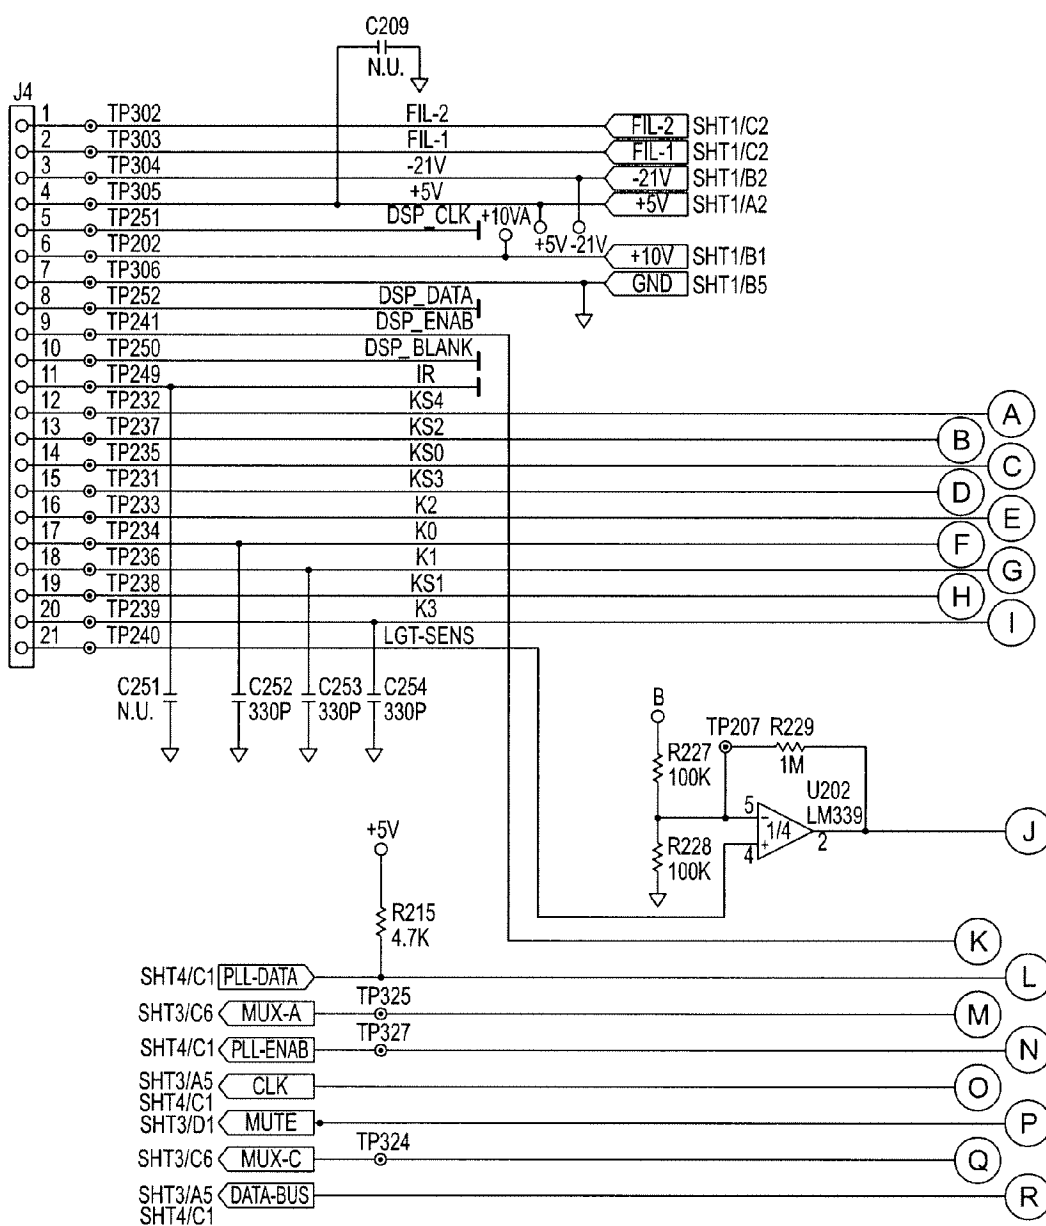 C209
N.U.
J4
1 TP302 FIL-2 FIL-2 SHT1/C2
2 TP303 FIL-1 FIL-1 SHT1/C2
3 TP304 -21V -21V SHT1/B2
4 TP305 +5V +5V SHT1/A2
5 TP251 DSP_CLK +10VA
+5V -21V
6 TP202 +10V SHT1/B1
7 TP306 GND SHT1/B5
8 TP252 DSP_DATA
9 TP241 DSP_ENAB
10 TP250 DSP_BLANK
11 TP249 IR
12 TP232 KS4 A
13 TP237 KS2 B
14 TP235 KS0 C
15 TP231 KS3 D
16 TP233 K2 E
17 TP234 K0 F
18 TP236 K1 G
19 TP238 KS1 H
20 TP239 K3 I
21 TP240 LGT-SENS
C251 C252 C253 C254
N.U. 330P 330P 330P
B
TP207 R229
1M
R227
100K
U202
LM339
5 -
1/4
4 + 2
J
R228
100K
+5V
R215
4.7K
K
SHT4/C1 PLL-DATA L
SHT3/C6 MUX-A TP325 M
SHT4/C1 PLL-ENAB TP327 N
SHT3/A5 CLK O
SHT4/C1
SHT3/D1 MUTE P
SHT3/C6 MUX-C TP324 Q
SHT3/A5 DATA-BUS R
SHT4/C1